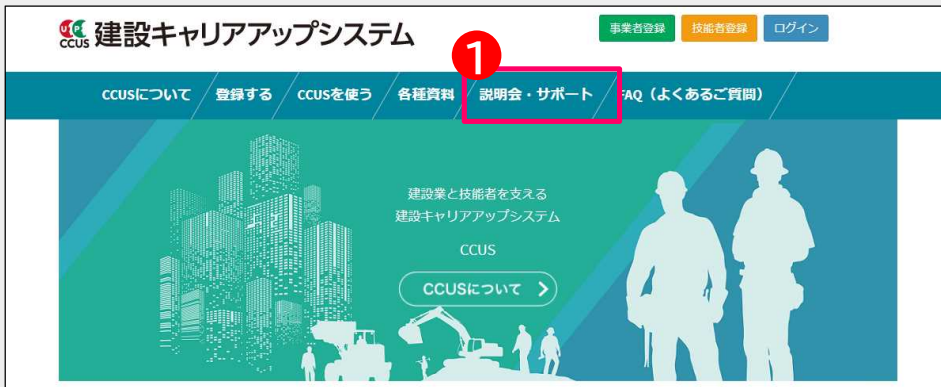 CCUS 建設キャリアアップシステム
事業者登録 技能者登録 ログイン
1
CCUSについて 登録する CCUSを使う 各種資料 説明会・サポート FAQ（よくあるご質問）
建設業と技能者を支える
建設キャリアアップシステム
CCUS
CCUSについて